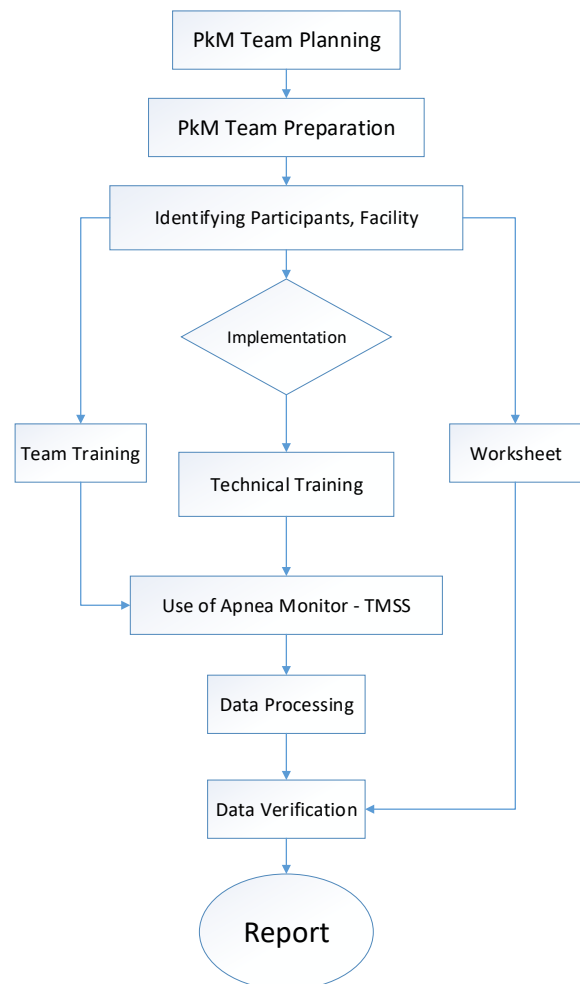 PkM Team Planning
PkM Team Preparation
Identifying Participants, Facility
Implementation
Team Training
Technical Training
Worksheet
Use of Apnea Monitor - TMSS
Data Processing
Data Verification
Report